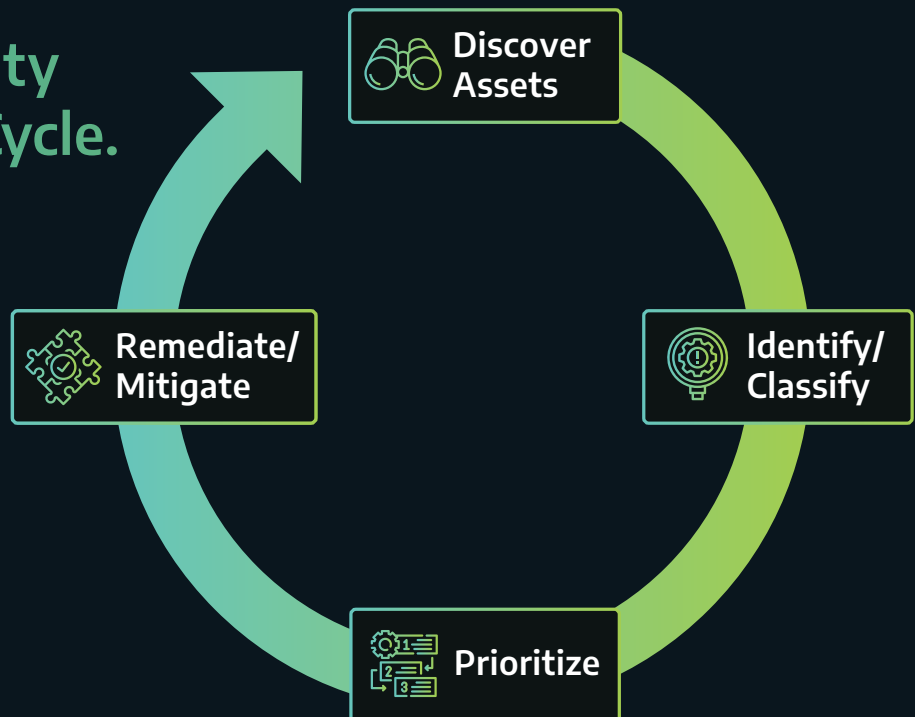 ty
ycle.
Discover
Assets
Remediate/
Mitigate
Identify/
Classify
1
2
3
Prioritize